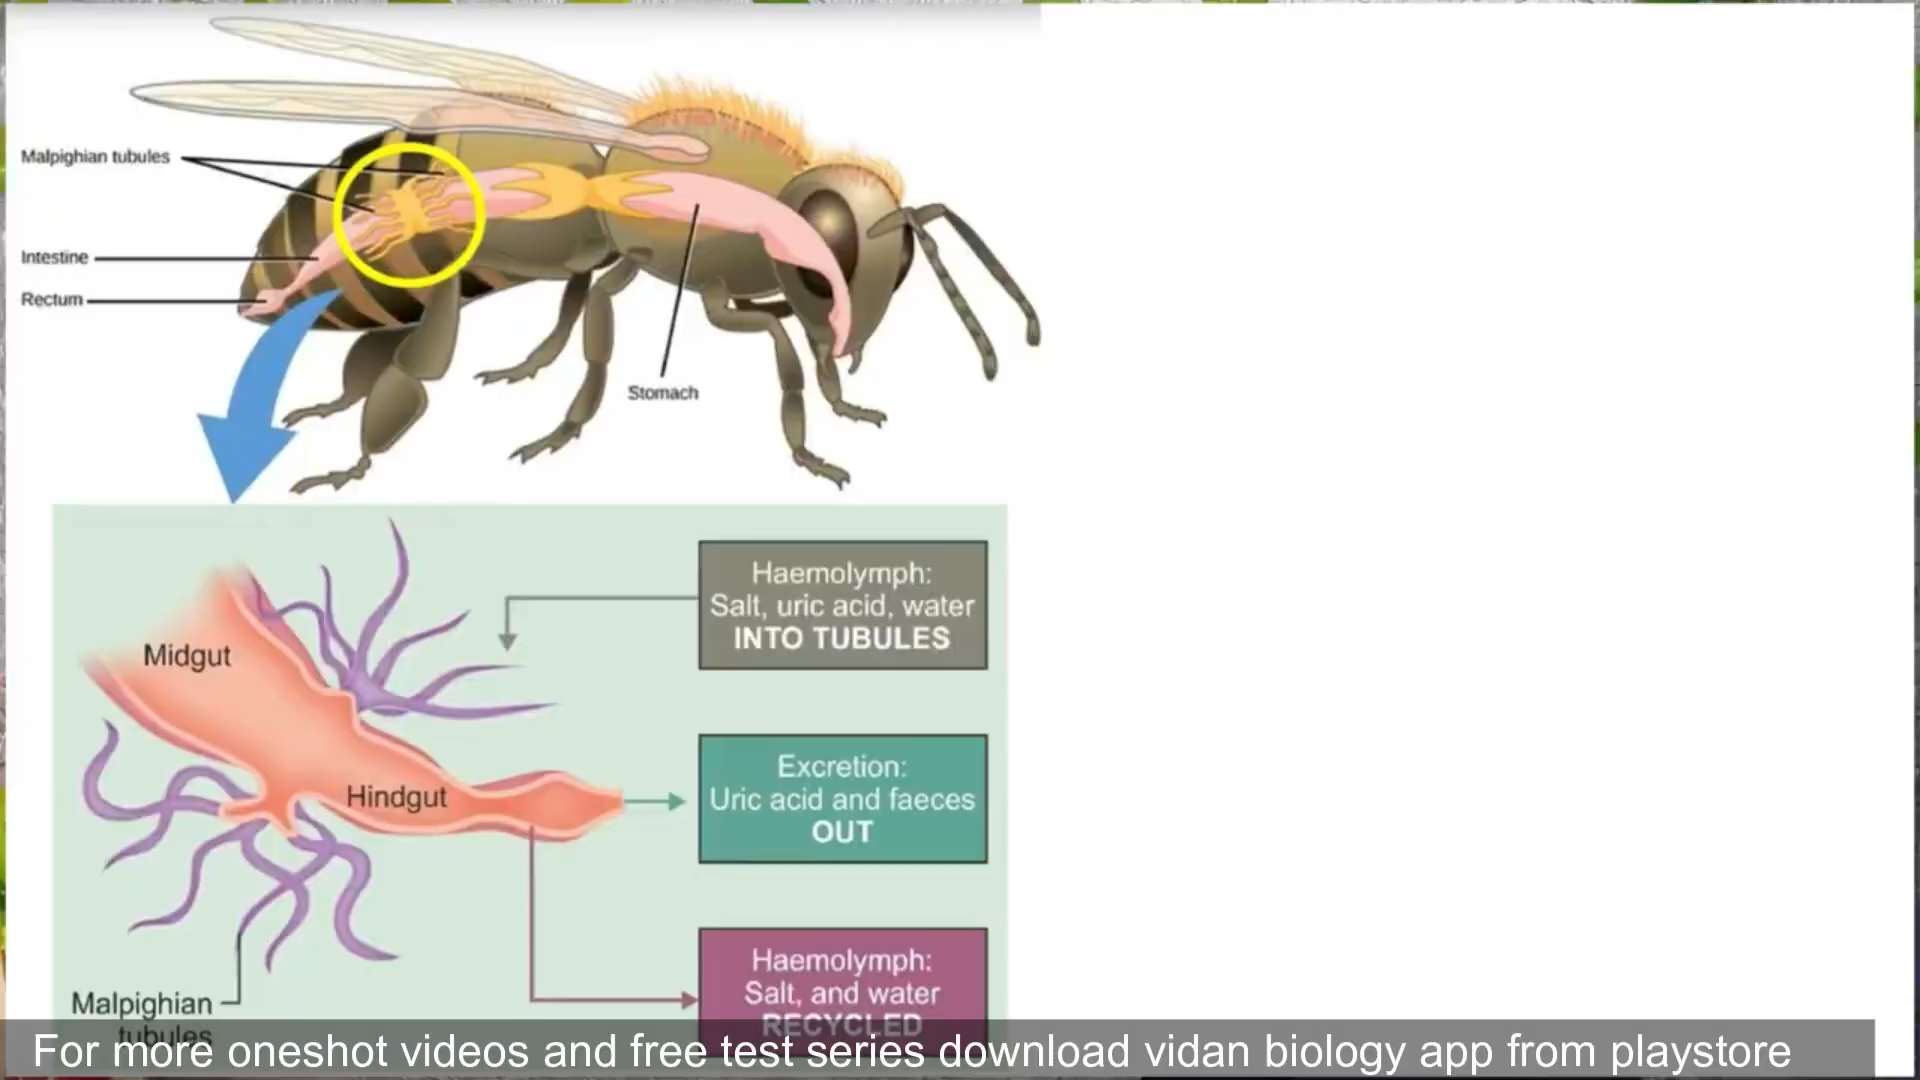 Malpighian tubules
Intestine
Rectum
Stomach
Haemolymph:
Salt, uric acid, water
INTO TUBULES
Midgut
Excretion:
Uric acid and faeces
OUT
Hindgut
Haemolymph:
Salt, and water
RECYCLED
Malpighian
tubules
For more oneshot videos and free test series download vidan biology app from playstore